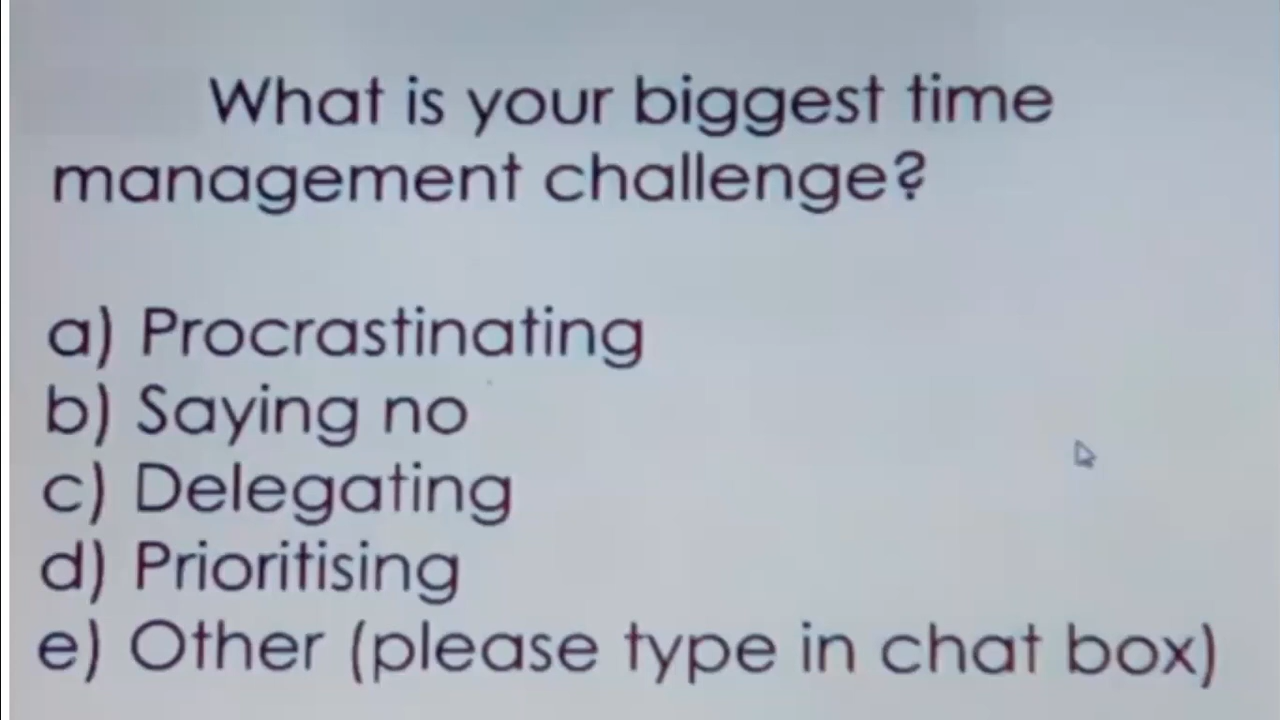 What is your biggest time
management challenge?
a) Procrastinating
b) Saying no
c) Delegating
d) Prioritising
e) Other (please type in chat box)